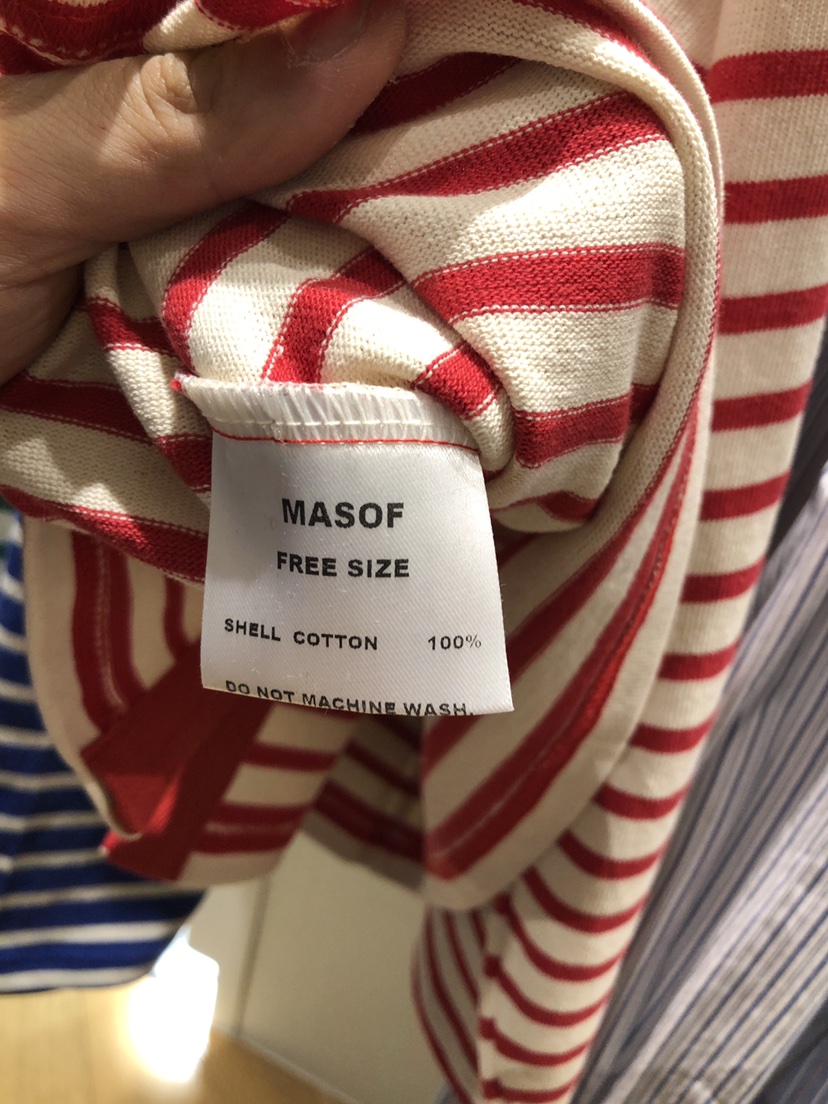 MASOF
FREE SIZE
SHELL COTTON 100%
DO NOT MACHINE WASH.